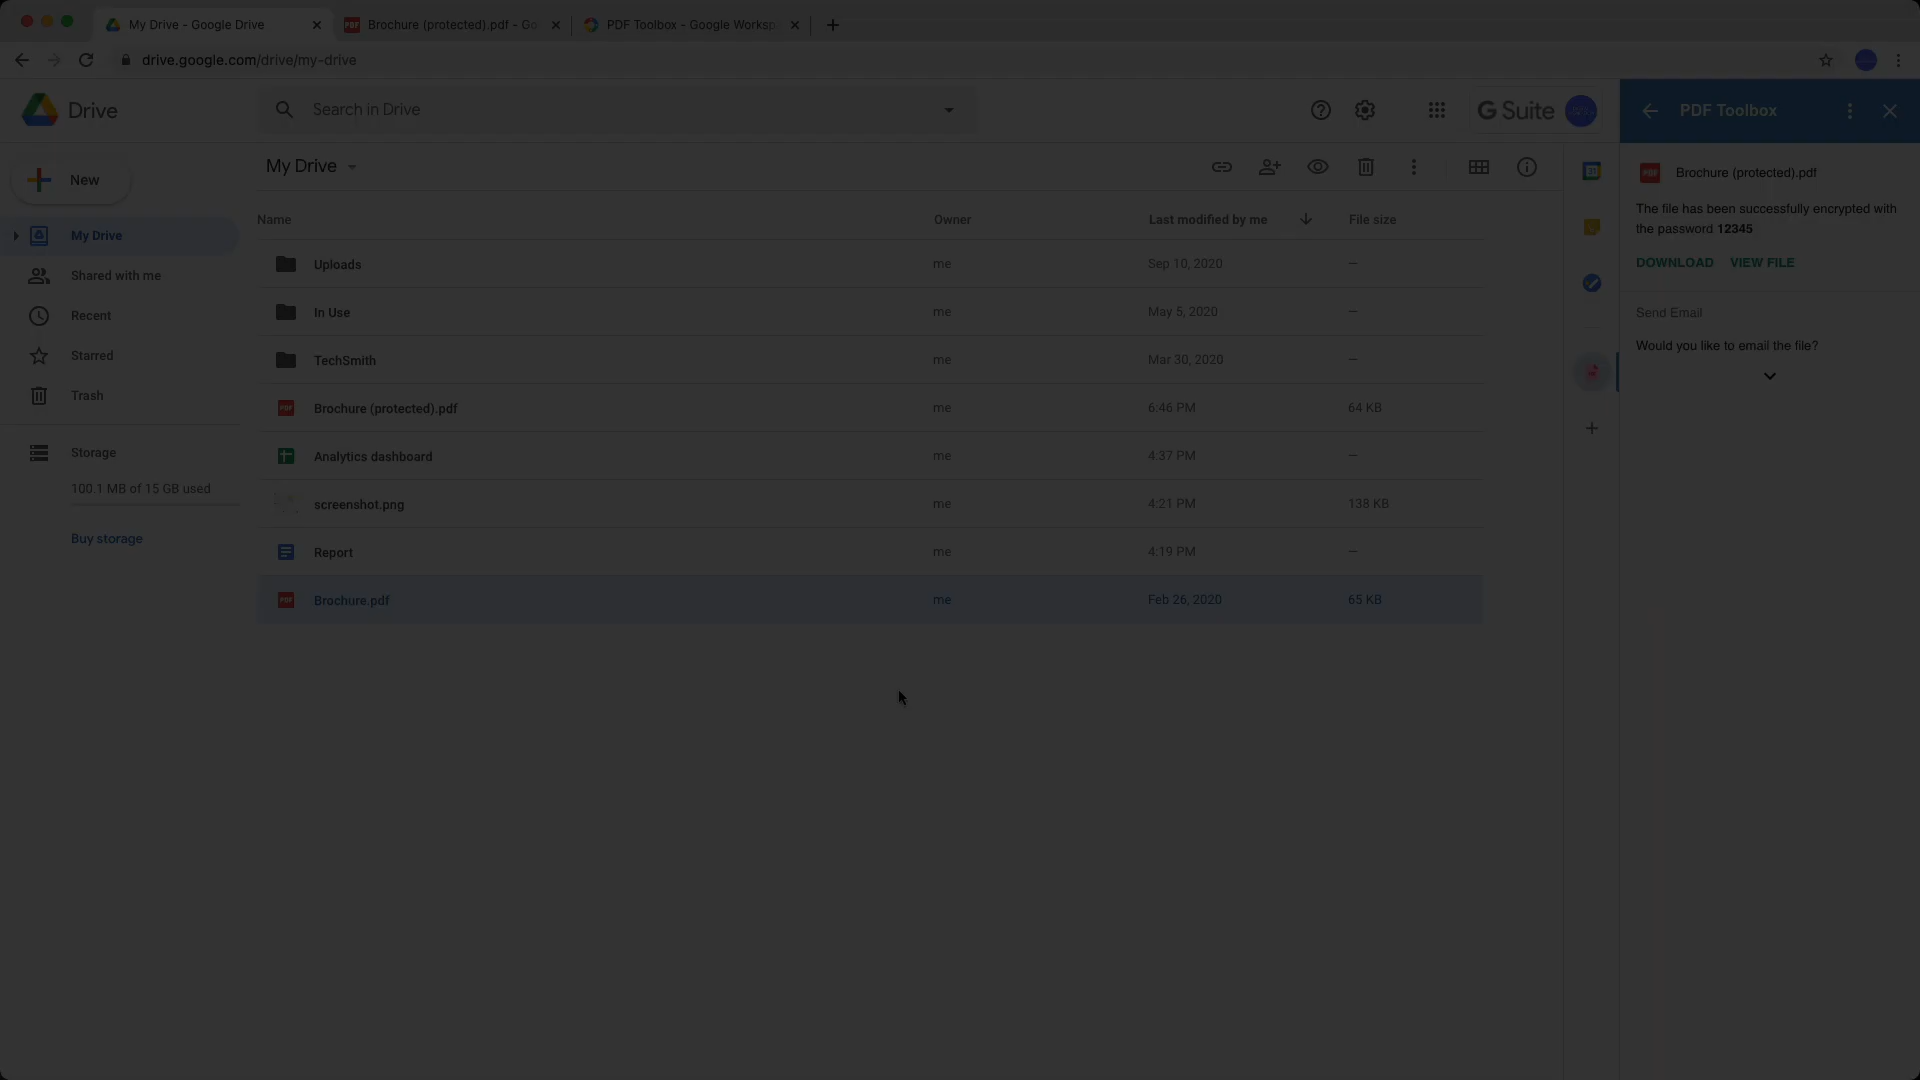 My Drive - Google Drive
Brochure (protected).pdf - Go
PDF Toolbox - Google Worksp
drive.google.com/drive/my-drive
Drive
Search in Drive
G Suite
PDF Toolbox
New
My Drive
My Drive
Shared with me
Recent
Starred
Trash
Storage
100.1 MB of 15 GB used
Buy storage
Name Owner Last modified by me File size
Uploads me Sep 10, 2020 —
In Use me May 5, 2020 —
TechSmith me Mar 30, 2020 —
Brochure (protected).pdf me 6:46 PM 64 KB
Analytics dashboard me 4:37 PM —
screenshot.png me 4:21 PM 138 KB
Report me 4:19 PM —
Brochure.pdf me Feb 26, 2020 65 KB
Brochure (protected).pdf
The file has been successfully encrypted with
the password 12345
DOWNLOAD VIEW FILE
Send Email
Would you like to email the file?